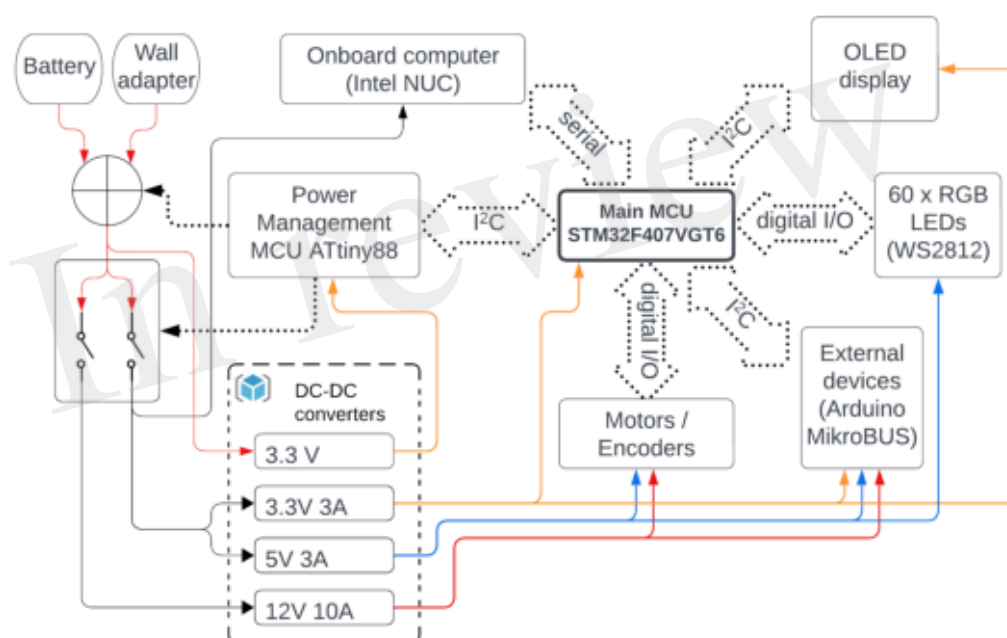 Battery
Wall
adapter
Onboard computer
(Intel NUC)
OLED
display
serial
I²C
Power
Management
MCU ATtiny88
I²C
Main MCU
STM32F407VGT6
digital I/O
60 x RGB
LEDs
(WS2812)
digital I/O
I²C
External
devices
(Arduino
MikroBUS)
DC-DC
converters
Motors /
Encoders
3.3 V
3.3V 3A
5V 3A
12V 10A
In review